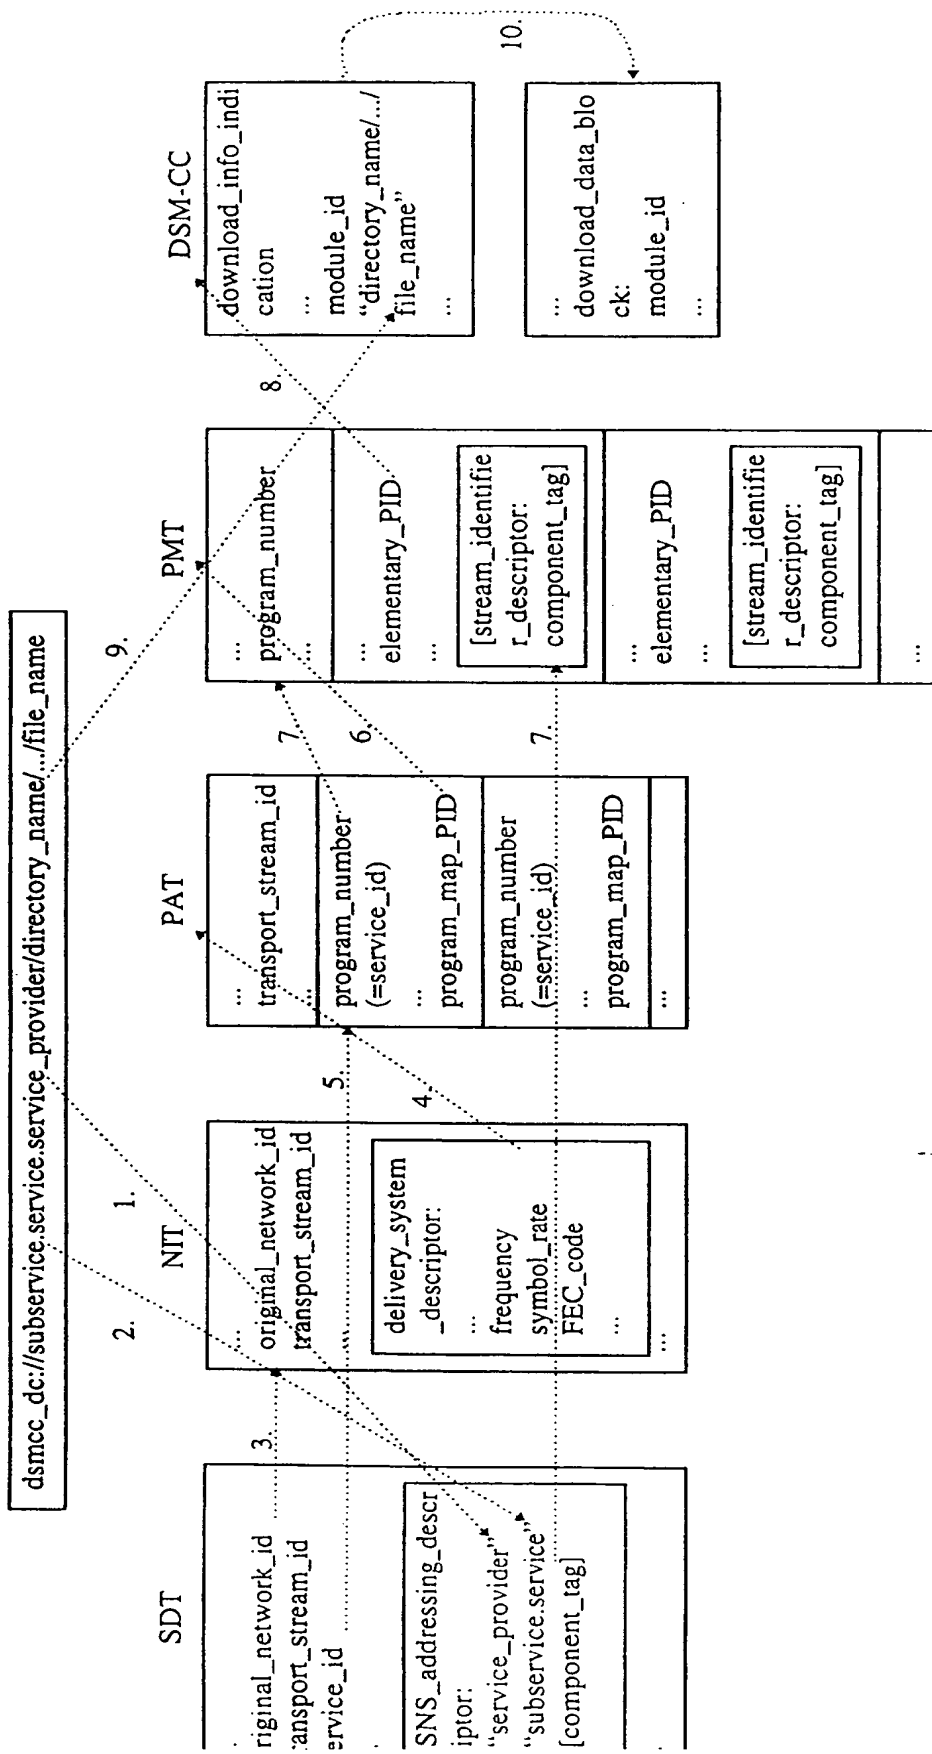 dsmcc_dc://subservice.service.service_provider/directory_name/.../file_name
1.
2.
9.
SDT
riginal_network_id
ansport_stream_id
ervice_id
SNS_addressing_descr
iptor:
“service_provider”
“subservice.service”
[component_tag]
3.
NIT
...
original_network_id
transport_stream_id
...
delivery_system
_descriptor:
...
frequency
symbol_rate
FEC_code
...
...
5.
4.
PAT
...
transport_stream_id
...
program_number
(=service_id)
...
program_map_PID
program_number
(=service_id)
...
program_map_PID
...
7.
6.
7.
PMT
...
program_number
...
elementary_PID
...
[stream_identifie
r_descriptor:
component_tag]
...
elementary_PID
...
[stream_identifie
r_descriptor:
component_tag]
...
8.
DSM-CC
download_info_indi
cation
...
module_id
“directory_name/.../
file_name”
...
...
download_data_blo
ck:
module_id
...
10.